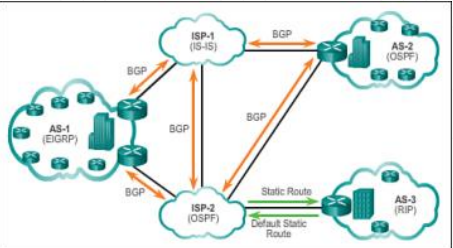 ISP-1
(IS-IS)
BGP
BGP
AS-2
(OSPF)
AS-1
(EIGRP)
BGP
BGP
BGP
ISP-2
(OSPF)
Static Route
Default Static
Route
AS-3
(RIP)